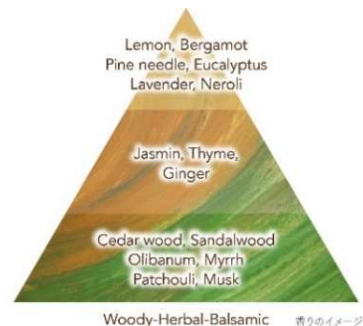 Lemon, Bergamot
Pine needle, Eucalyptus
Lavender, Neroli
Jasmin, Thyme,
Ginger
Cedar wood, Sandalwood
Olibanum, Myrrh
Patchouli, Musk
Woody-Herbal-Balsamic
香りのイメージ